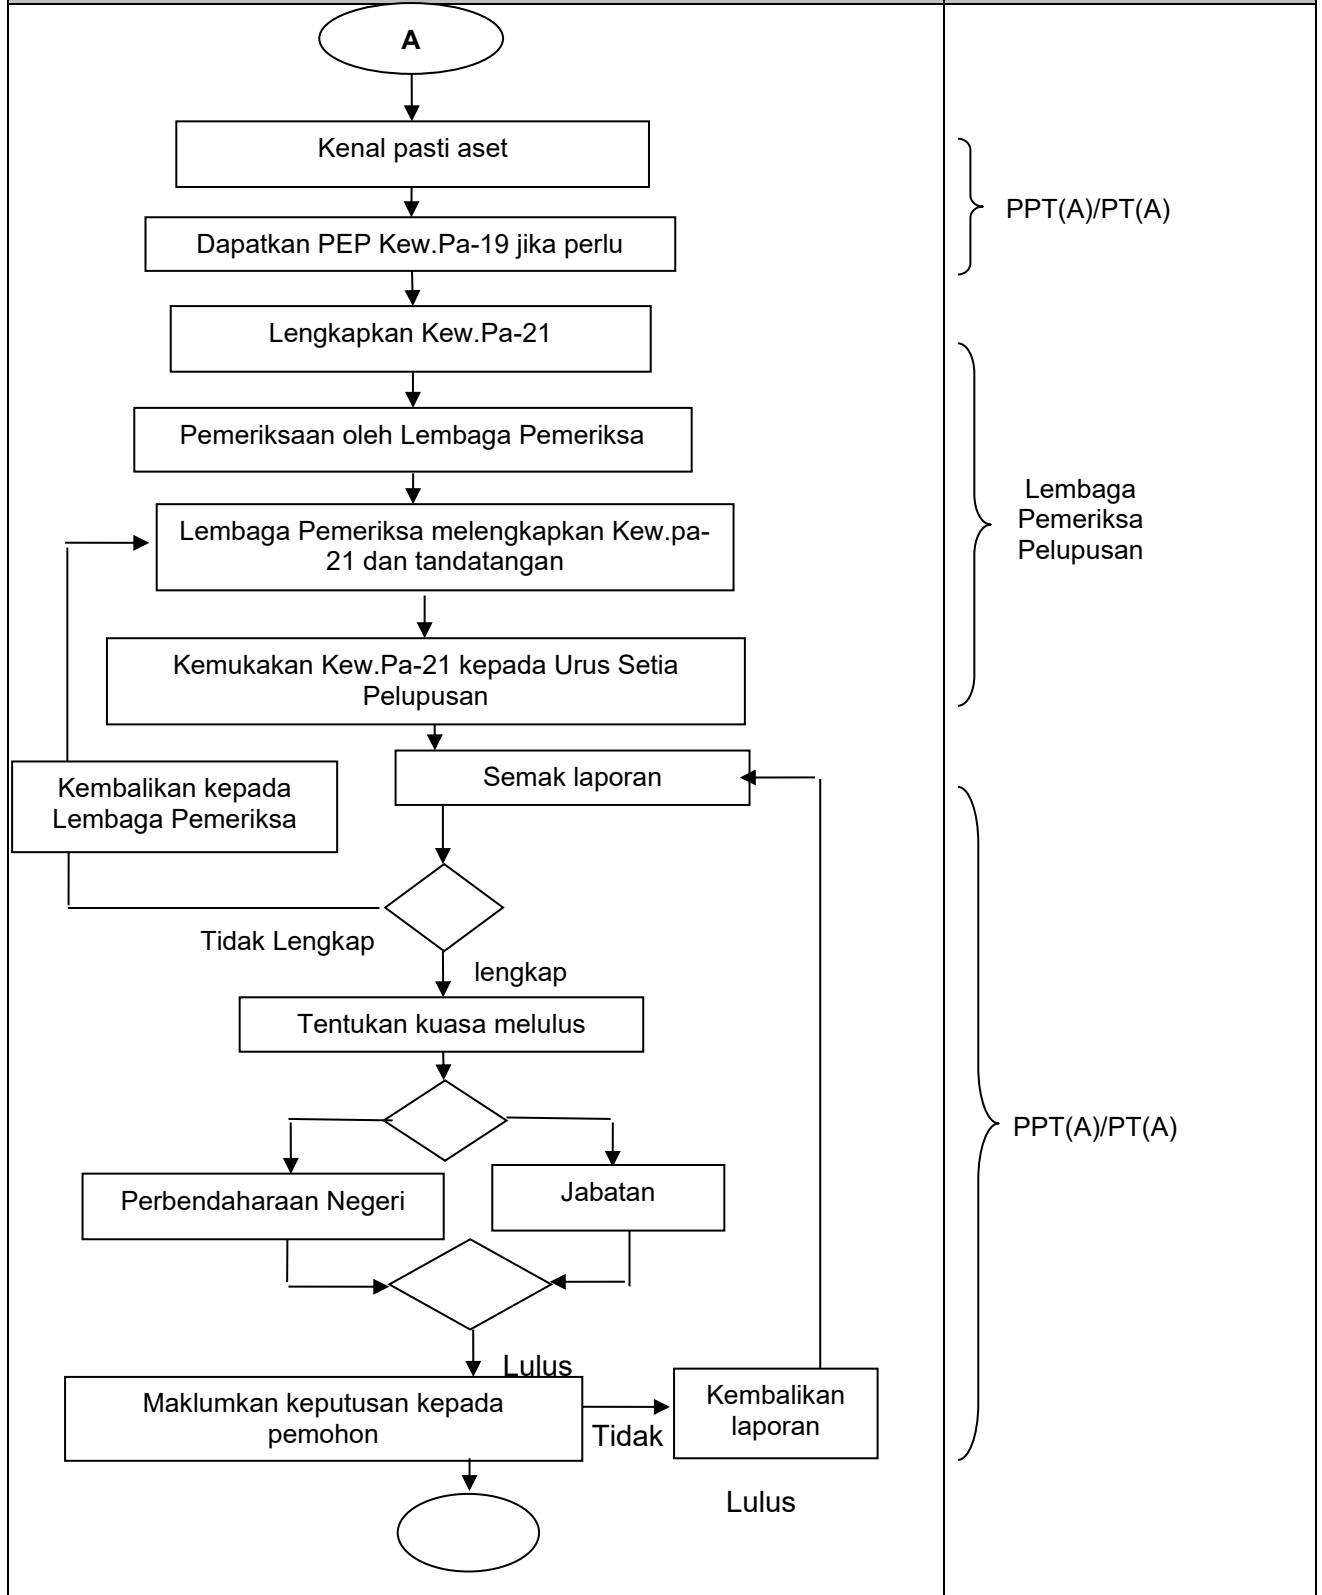 A
Kenal pasti aset
PPT(A)/PT(A)
Dapatkan PEP Kew.Pa-19 jika perlu
Lengkapkan Kew.Pa-21
Pemeriksaan oleh Lembaga Pemeriksa
Lembaga Pemeriksa melengkapkan Kew.pa-
21 dan tandatangan
Lembaga
Pemeriksa
Pelupusan
Kemukakan Kew.Pa-21 kepada Urus Setia
Pelupusan
Semak laporan
Kembalikan kepada
Lembaga Pemeriksa
Tidak Lengkap
lengkap
Tentukan kuasa melulus
PPT(A)/PT(A)
Perbendaharaan Negeri
Jabatan
Lulus
Maklumkan keputusan kepada
pemohon
Tidak
Kembalikan
laporan
Lulus